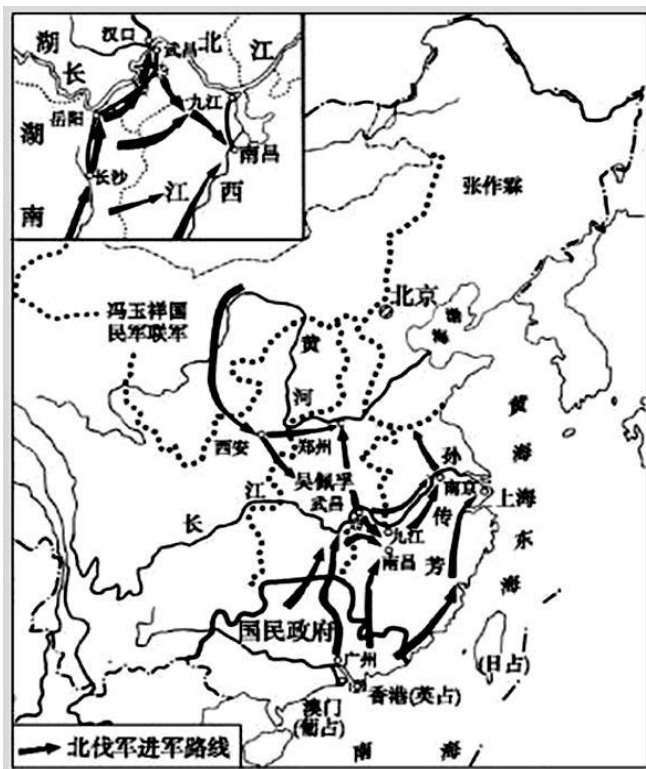 汉口
武昌
湖北
长江
岳阳
九江
湖南
长沙
南昌
江西
张作霖
北京
渤海
冯玉祥国
民军联军
黄河
黄海
西安
郑州
吴佩孚
孙传芳
南京
上海
武昌
长江
九江
南昌
东海
国民政府
广州
香港(英占)
澳门
(葡占)
(日占)
南海
北伐军进军路线